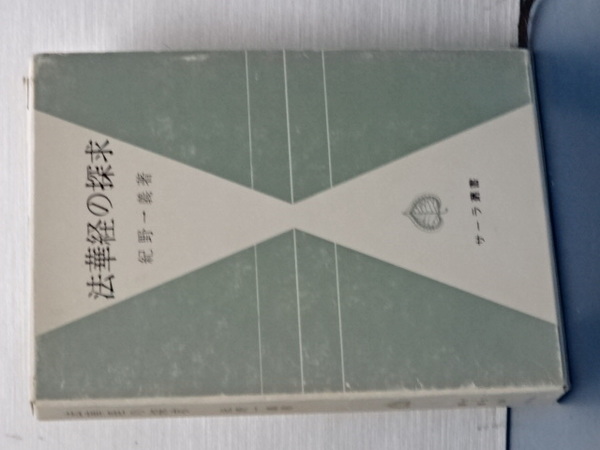 法華経の探求
紀野一義著
サーラ叢書